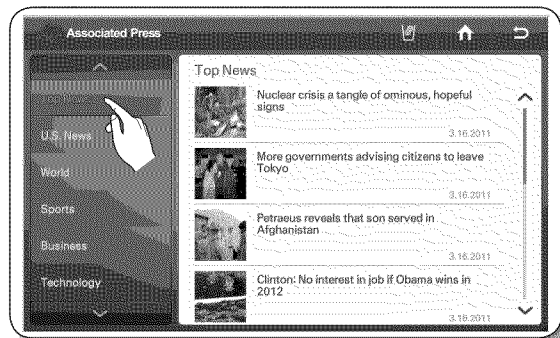 Associated Press
U.S. News
World
Sports
Business
Technology
Top News
Nuclear crisis a tangle of ominous, hopeful
signs
3.16.2011
More governments advising citizens to leave
Tokyo
3.16.2011
Petraeus reveals that son served in
Afghanistan
3.16.2011
Clinton: No interest in job if Obama wins in
2012
3.16.2011